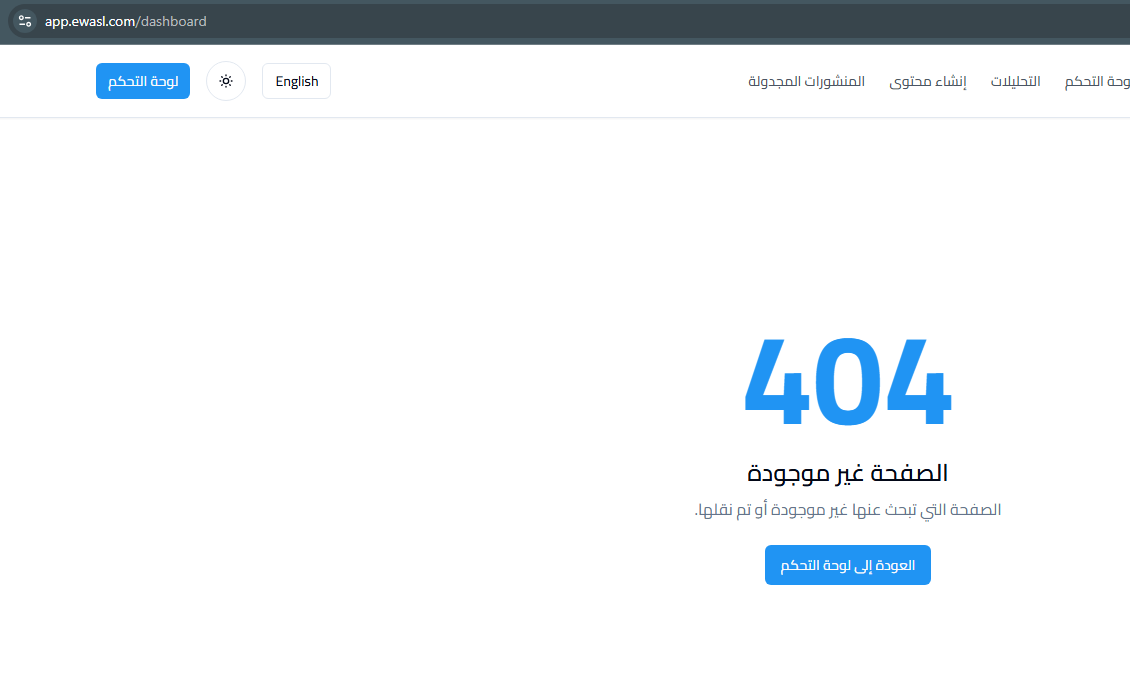 app.ewasl.com/dashboard
لوحة التحكم
English
وحة التحكم
التحليلات
إنشاء محتوى
المنشورات المجدولة
404
الصفحة غير موجودة
الصفحة التي تبحث عنها غير موجودة أو تم نقلها.
العودة إلى لوحة التحكم